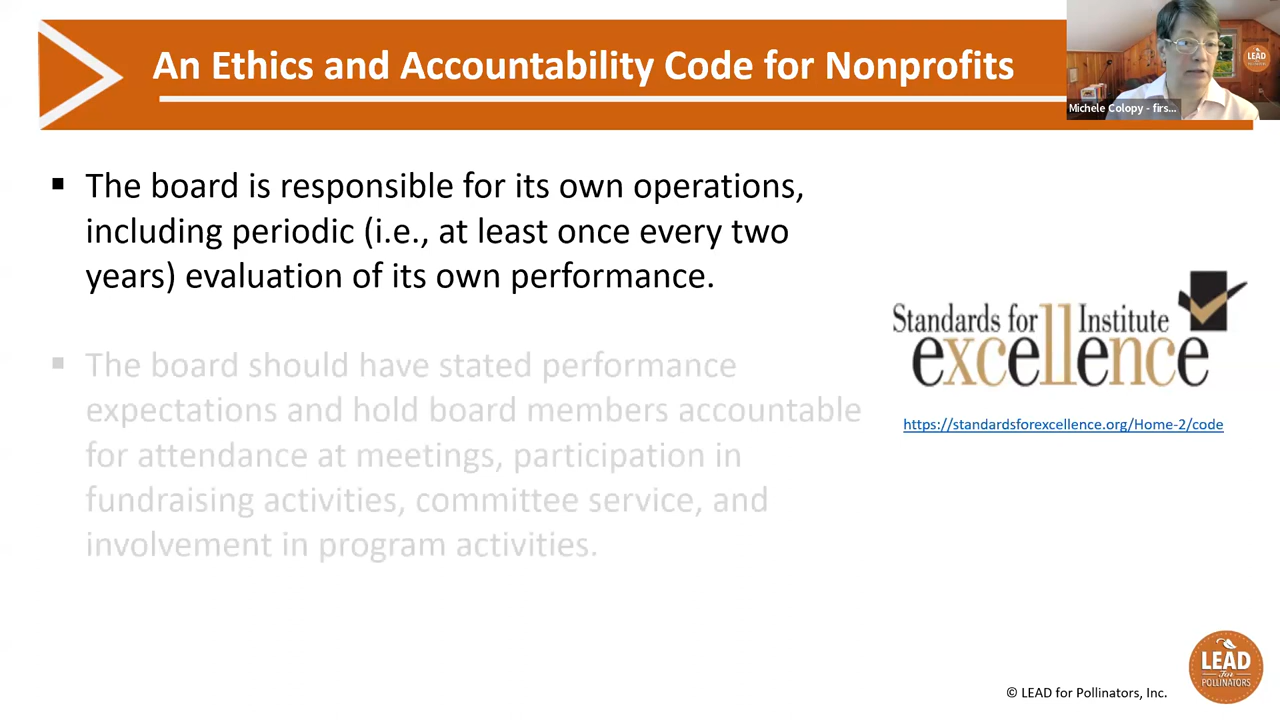 An Ethics and Accountability Code for Nonprofits
LEAD
Michele Colopy - firs...
▪ The board is responsible for its own operations,
including periodic (i.e., at least once every two
years) evaluation of its own performance.
▪ The board should have stated performance
expectations and hold board members accountable
for attendance at meetings, participation in
fundraising activities, committee service, and
involvement in program activities.
Standards for Institute
excellence
https://standardsforexcellence.org/Home-2/code
LEAD
for
POLLINATORS
© LEAD for Pollinators, Inc.